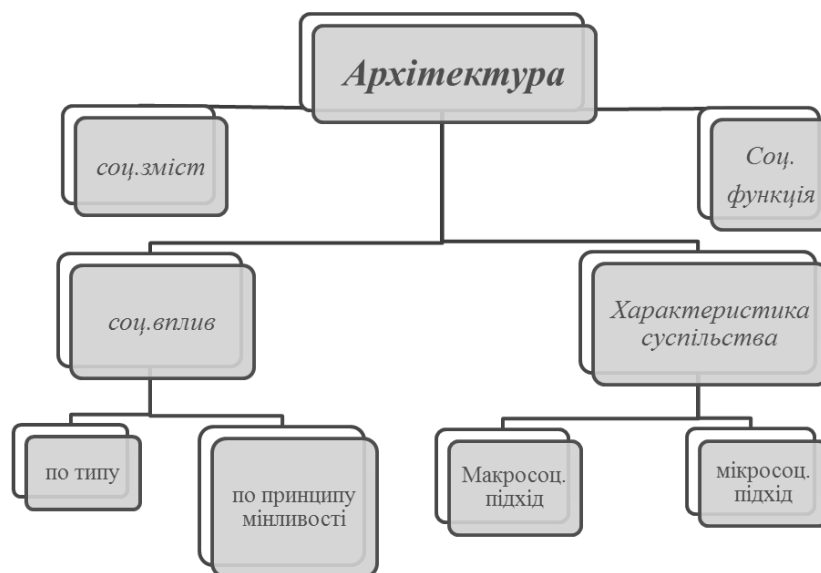 Архітектура
соц.зміст
Соц.
функція
соц.вплив
Характеристика
суспільства
по типу
по принципу
мінливості
Макросоц.
підхід
мікросоц.
підхід